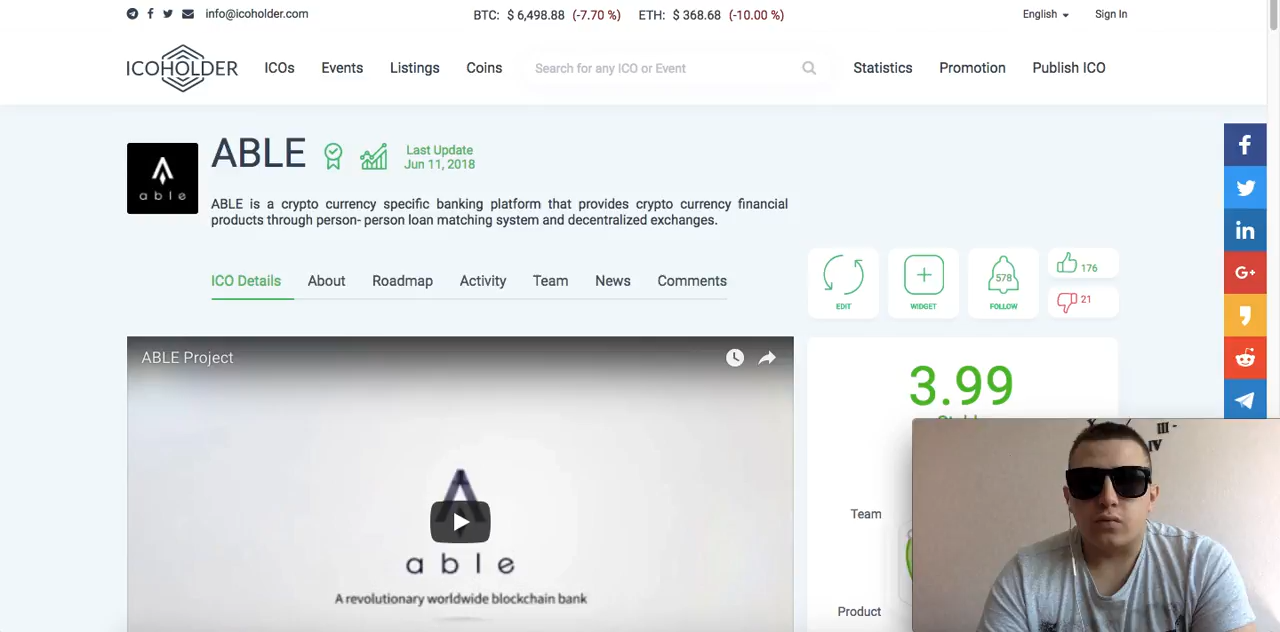 info@icoholder.com BTC: $ 6,498.88 (-7.70 %) ETH: $ 368.68 (-10.00 %) English Sign In
ICOHOLDER ICOs Events Listings Coins Search for any ICO or Event Statistics Promotion Publish ICO
ABLE
Last Update
Jun 11, 2018
able
ABLE is a crypto currency specific banking platform that provides crypto currency financial
products through person- person loan matching system and decentralized exchanges.
ICO Details About Roadmap Activity Team News Comments
EDIT
WIDGET
578
FOLLOW
176
21
ABLE Project
able
A revolutionary worldwide blockchain bank
3.99
Team
Product
III
IV